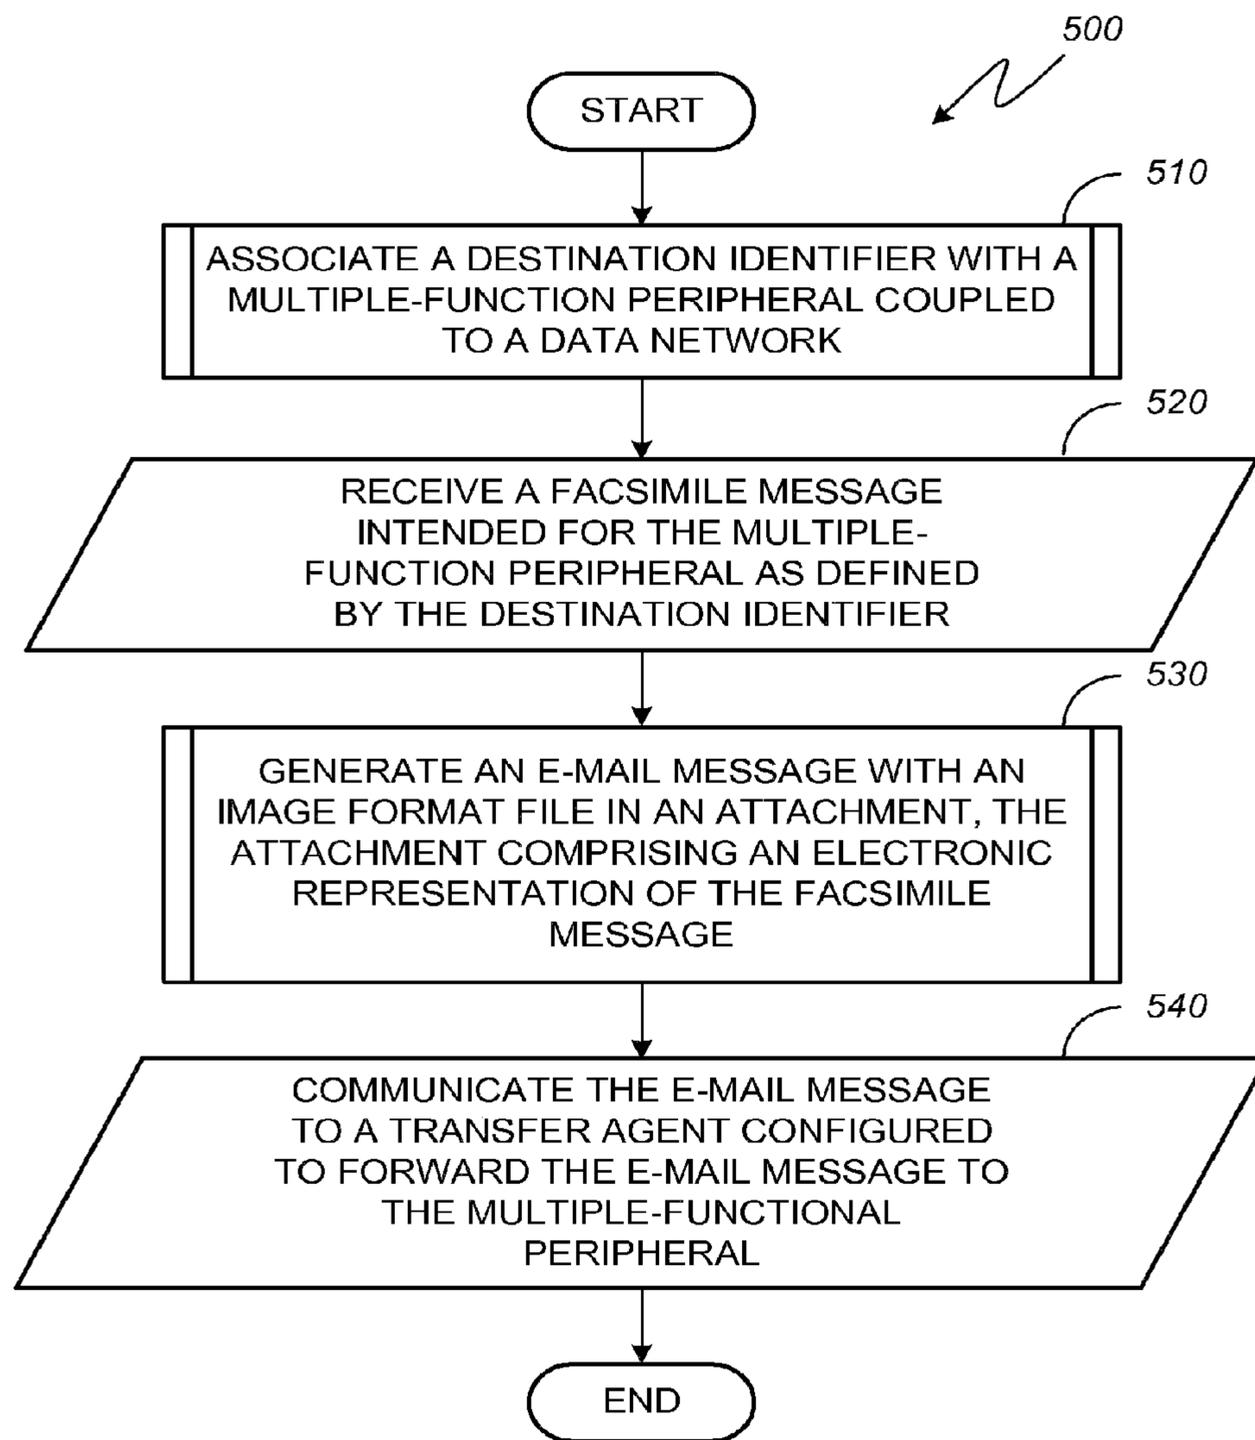 500
START
510
ASSOCIATE A DESTINATION IDENTIFIER WITH A
MULTIPLE-FUNCTION PERIPHERAL COUPLED
TO A DATA NETWORK
520
RECEIVE A FACSIMILE MESSAGE
INTENDED FOR THE MULTIPLE-
FUNCTION PERIPHERAL AS DEFINED
BY THE DESTINATION IDENTIFIER
530
GENERATE AN E-MAIL MESSAGE WITH AN
IMAGE FORMAT FILE IN AN ATTACHMENT, THE
ATTACHMENT COMPRISING AN ELECTRONIC
REPRESENTATION OF THE FACSIMILE
MESSAGE
540
COMMUNICATE THE E-MAIL MESSAGE
TO A TRANSFER AGENT CONFIGURED
TO FORWARD THE E-MAIL MESSAGE TO
THE MULTIPLE-FUNCTIONAL
PERIPHERAL
END